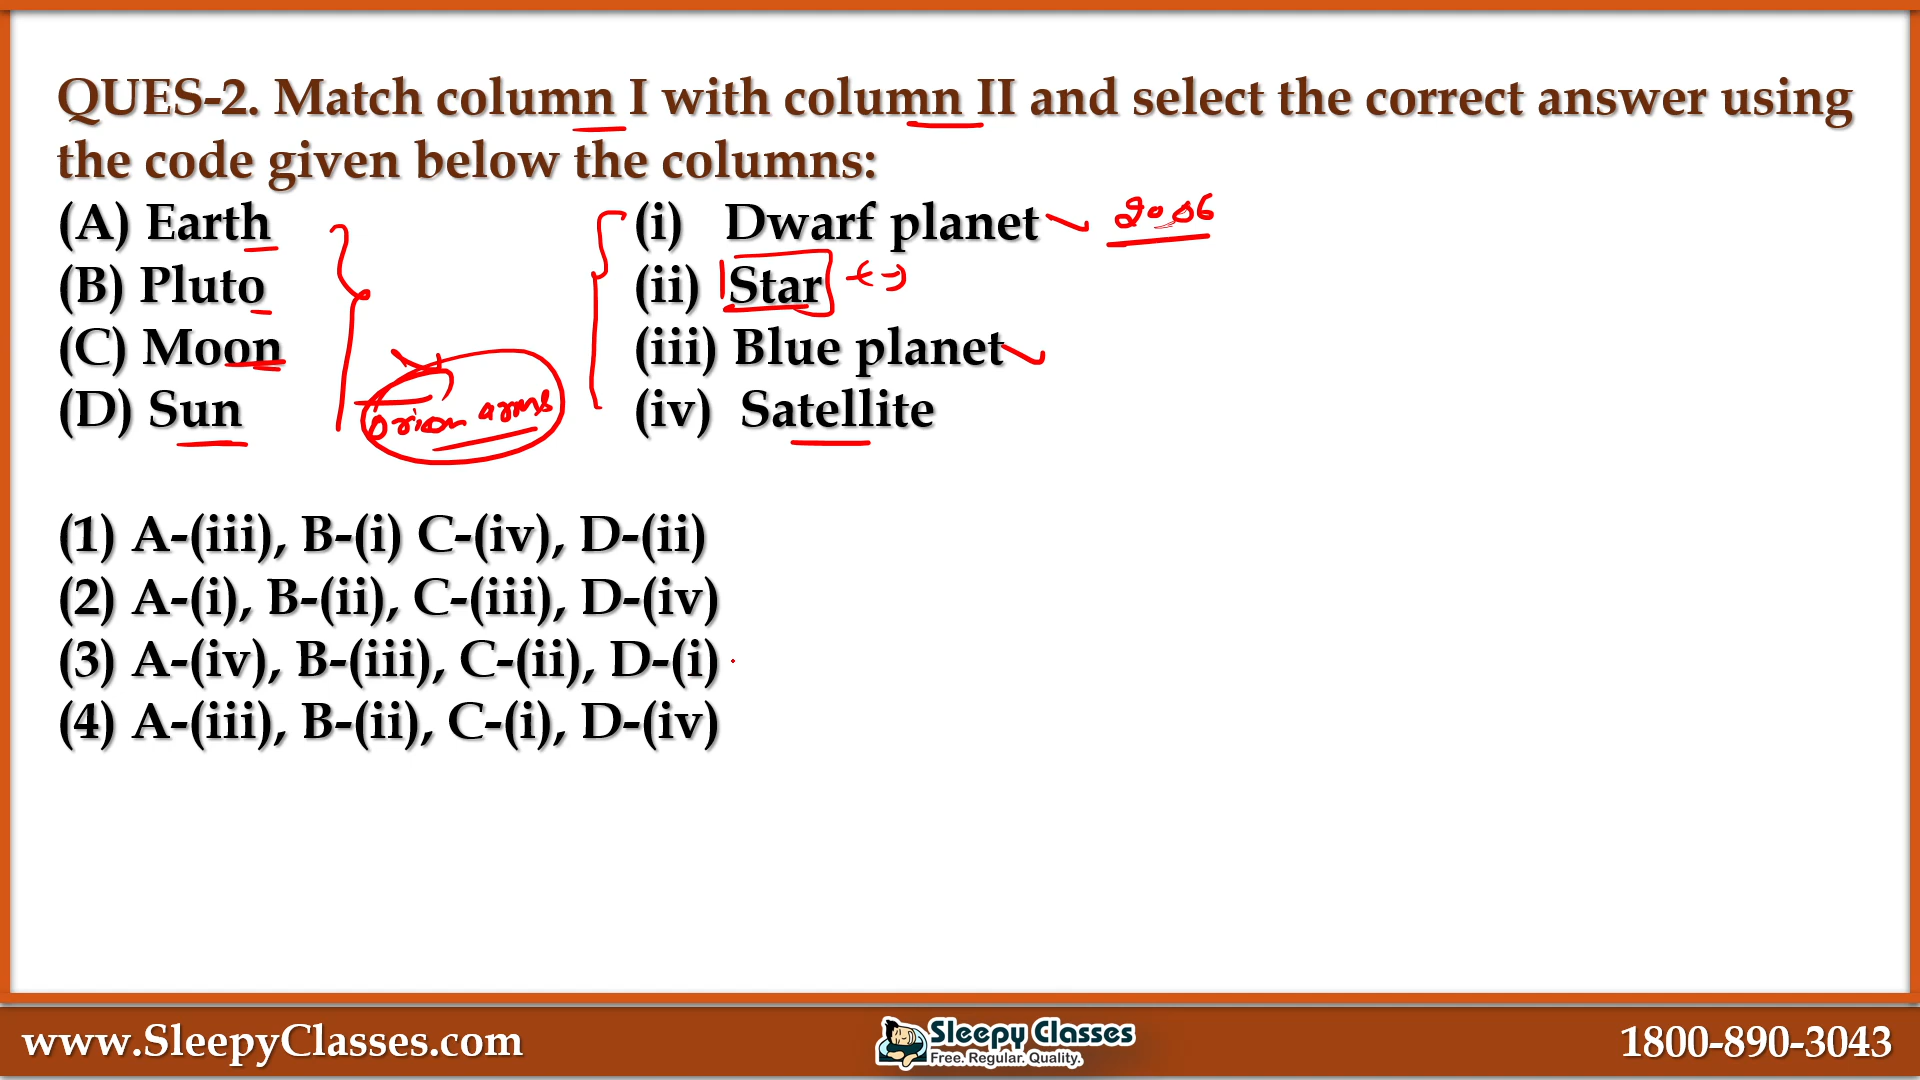 QUES-2. Match column I with column II and select the correct answer using
the code given below the columns:
(A) Earth (i) Dwarf planet 2006
(B) Pluto (ii) Star
(C) Moon (iii) Blue planet
(D) Sun orion arms (iv) Satellite
(1) A-(iii), B-(i) C-(iv), D-(ii)
(2) A-(i), B-(ii), C-(iii), D-(iv)
(3) A-(iv), B-(iii), C-(ii), D-(i)
(4) A-(iii), B-(ii), C-(i), D-(iv)
www.SleepyClasses.com Sleepy Classes 1800-890-3043
Free. Regular. Quality.